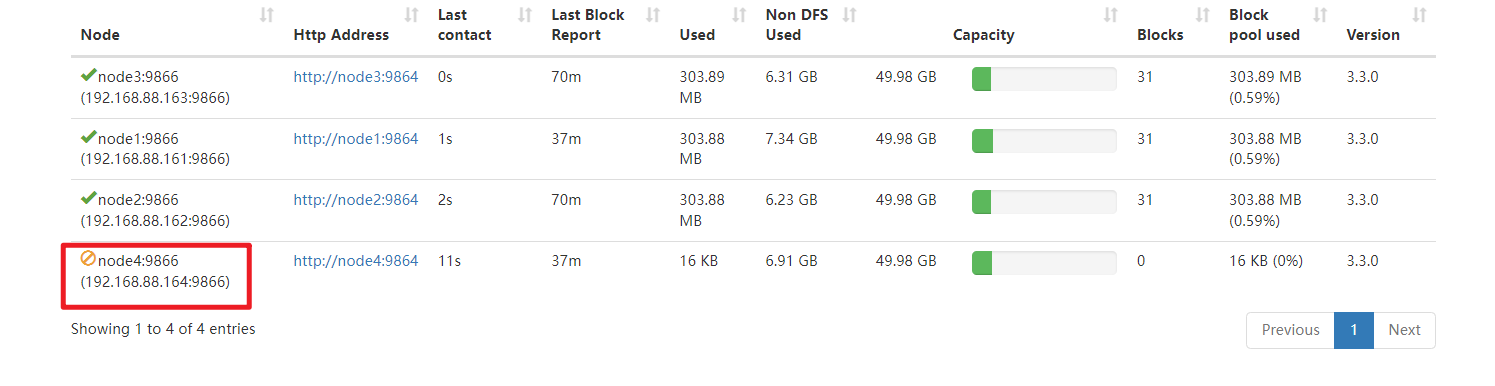 Node Http Address Last contact Last Block Report Used Non DFS Used Capacity Blocks Block pool used Version
node3:9866 http://node3:9864 0s 70m 303.89 6.31 GB 49.98 GB 31 303.89 MB 3.3.0
(192.168.88.163:9866) MB (0.59%)
node1:9866 http://node1:9864 1s 37m 303.88 7.34 GB 49.98 GB 31 303.88 MB 3.3.0
(192.168.88.161:9866) MB (0.59%)
node2:9866 http://node2:9864 2s 70m 303.88 6.23 GB 49.98 GB 31 303.88 MB 3.3.0
(192.168.88.162:9866) MB (0.59%)
node4:9866 http://node4:9864 11s 37m 16 KB 6.91 GB 49.98 GB 0 16 KB (0%) 3.3.0
(192.168.88.164:9866)
Showing 1 to 4 of 4 entries Previous 1 Next